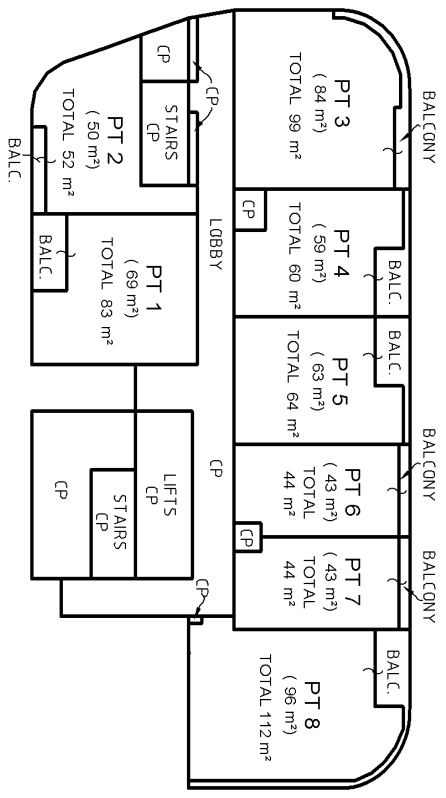 BALCONY
PT 3
( 84 m²)
TOTAL 99 m²
CP
CP
STAIRS
CP
PT 2
( 50 m²)
TOTAL 52 m²
BALC.
LOBBY
CP
PT 4
( 59 m²)
TOTAL 60 m²
BALC.
BALC.
PT 1
( 69 m²)
TOTAL 83 m²
BALC.
PT 5
( 63 m²)
TOTAL 64 m²
BALCONY
PT 6
( 43 m²)
TOTAL
44 m²
CP
CP
LIFTS
CP
STAIRS
CP
CP
BALCONY
PT 7
( 43 m²)
TOTAL
44 m²
CP
BALC.
PT 8
(96 m²)
TOTAL 112 m²